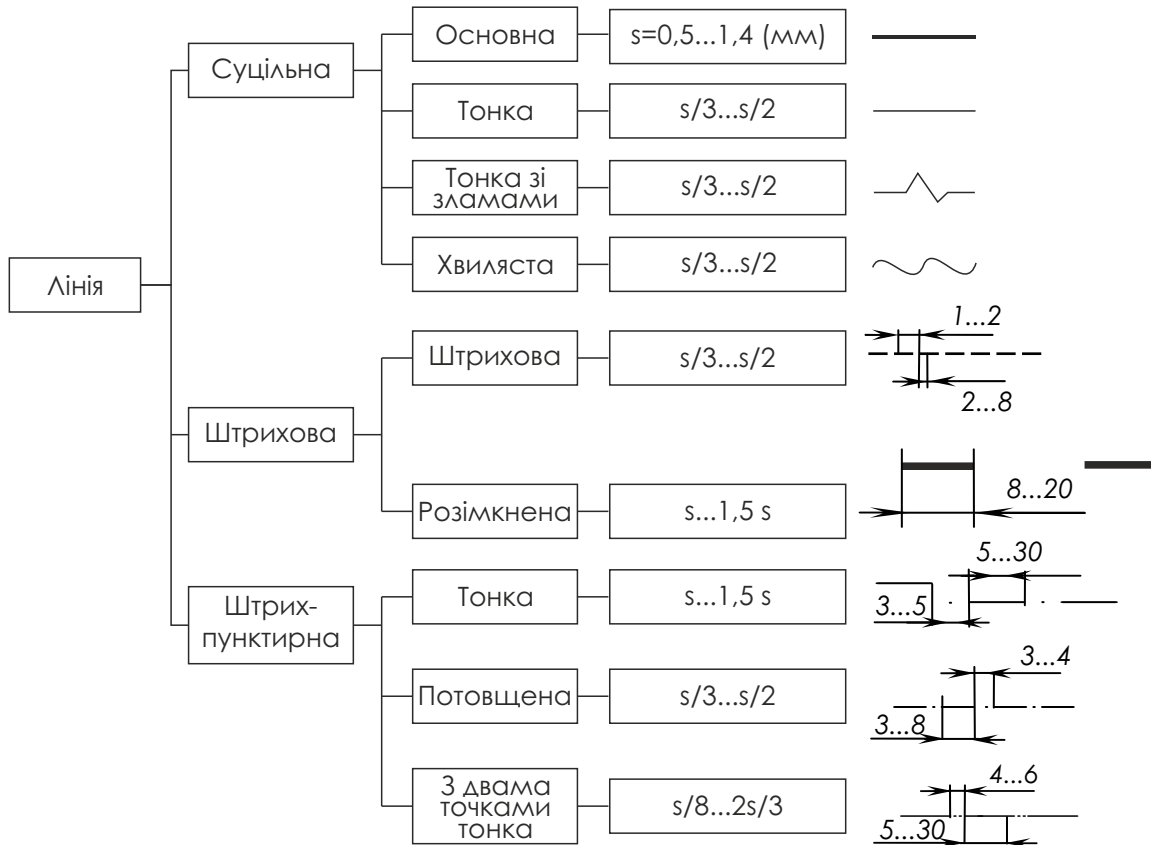 Лінія
Суцільна
Основна
s=0,5...1,4 (мм)
Тонка
s/3...s/2
Тонка зі
зламами
s/3...s/2
Хвиляста
s/3...s/2
Штрихова
Штрихова
s/3...s/2
1...2
2...8
Розімкнена
s...1,5 s
8...20
Штрих-
пунктирна
Тонка
s...1,5 s
5...30
3...5
Потовщена
s/3...s/2
3...4
3...8
З двама
точками
тонка
s/8...2s/3
4...6
5...30